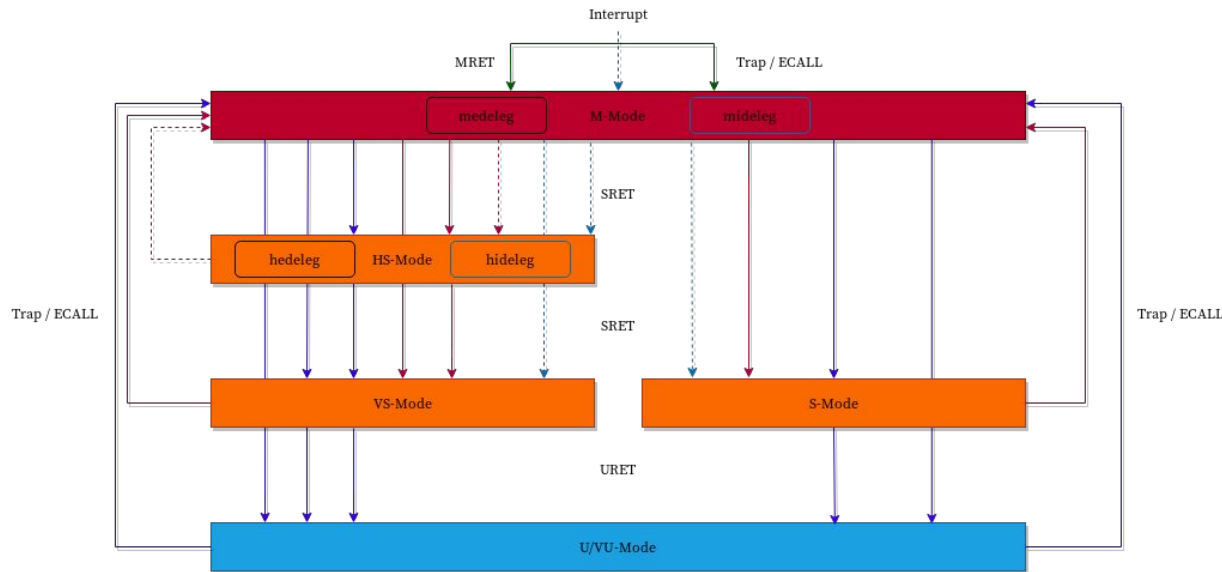 Interrupt
MRET
Trap / ECALL
medeleg
M-Mode
mideleg
SRET
hedeleg
HS-Mode
hideleg
Trap / ECALL
SRET
Trap / ECALL
VS-Mode
S-Mode
URET
U/VU-Mode